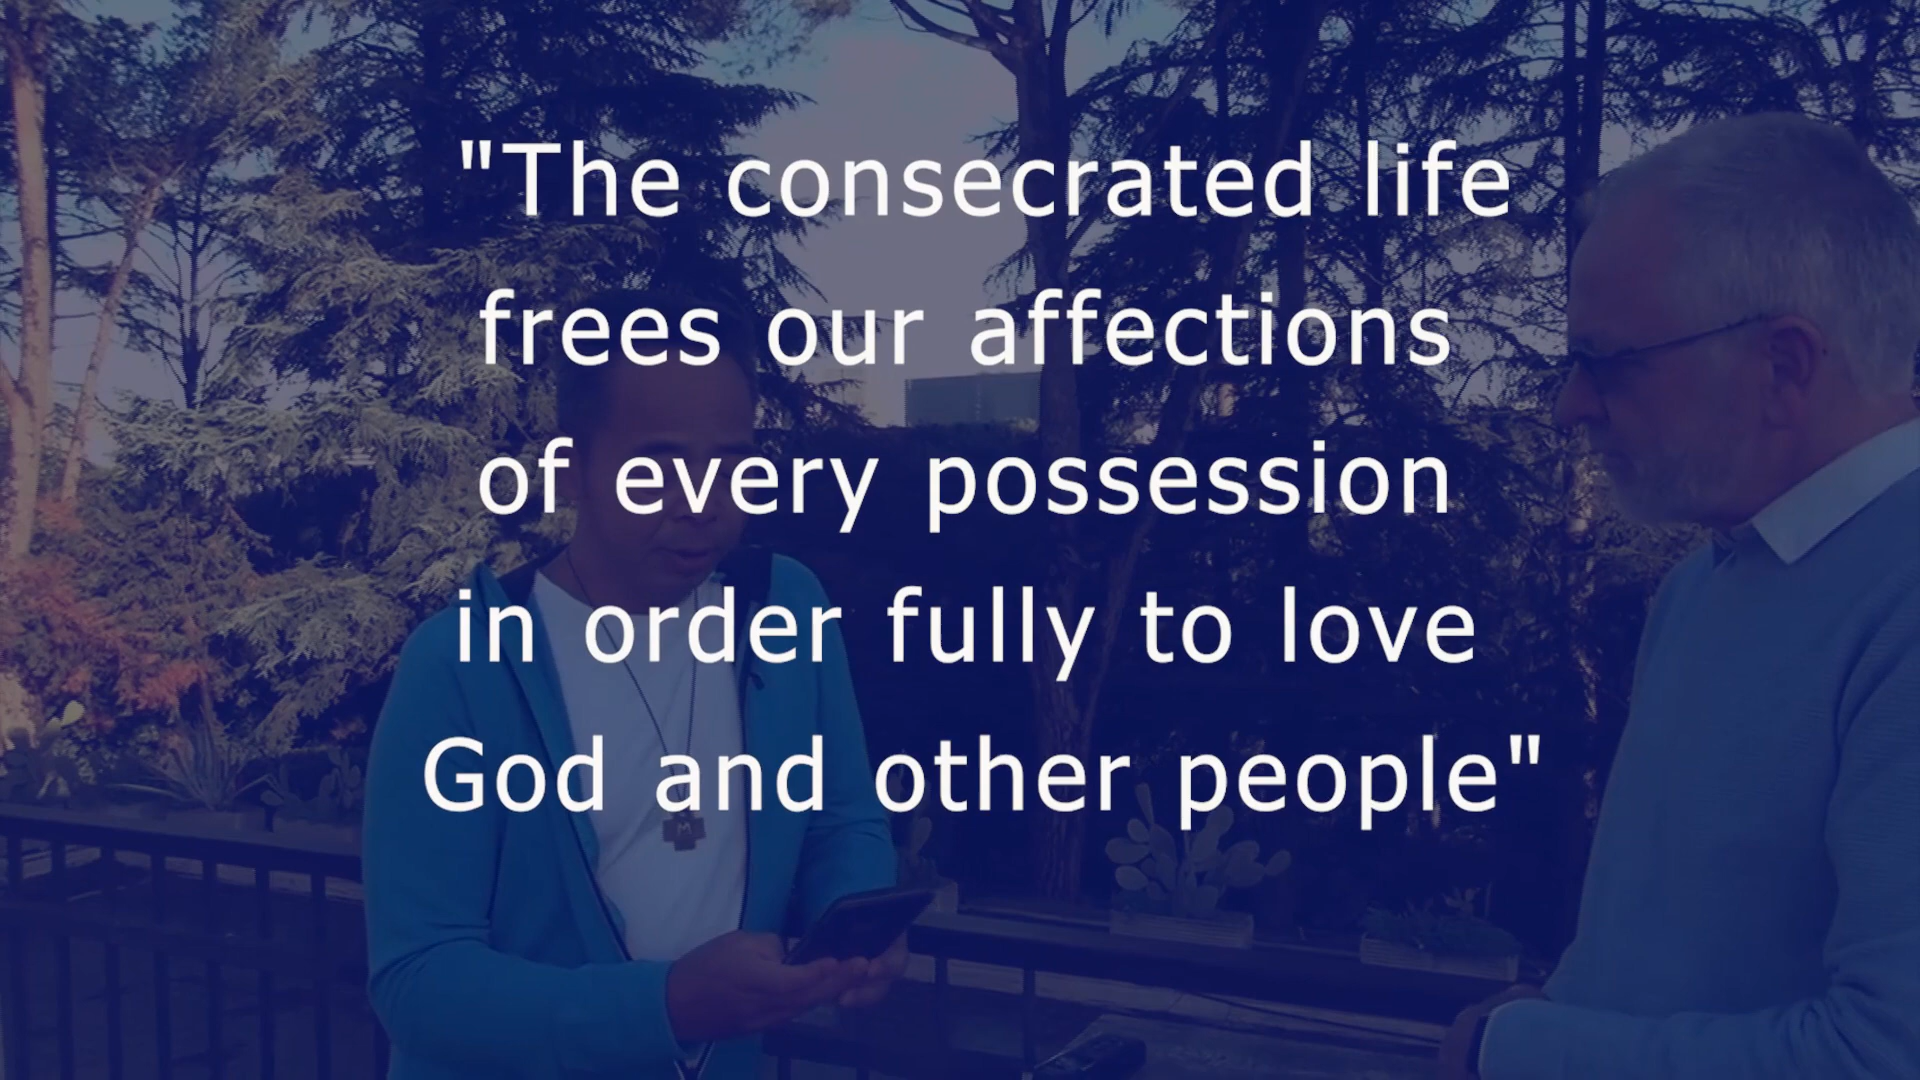 "The consecrated life
frees our affections
of every possession
in order fully to love
God and other people"
M